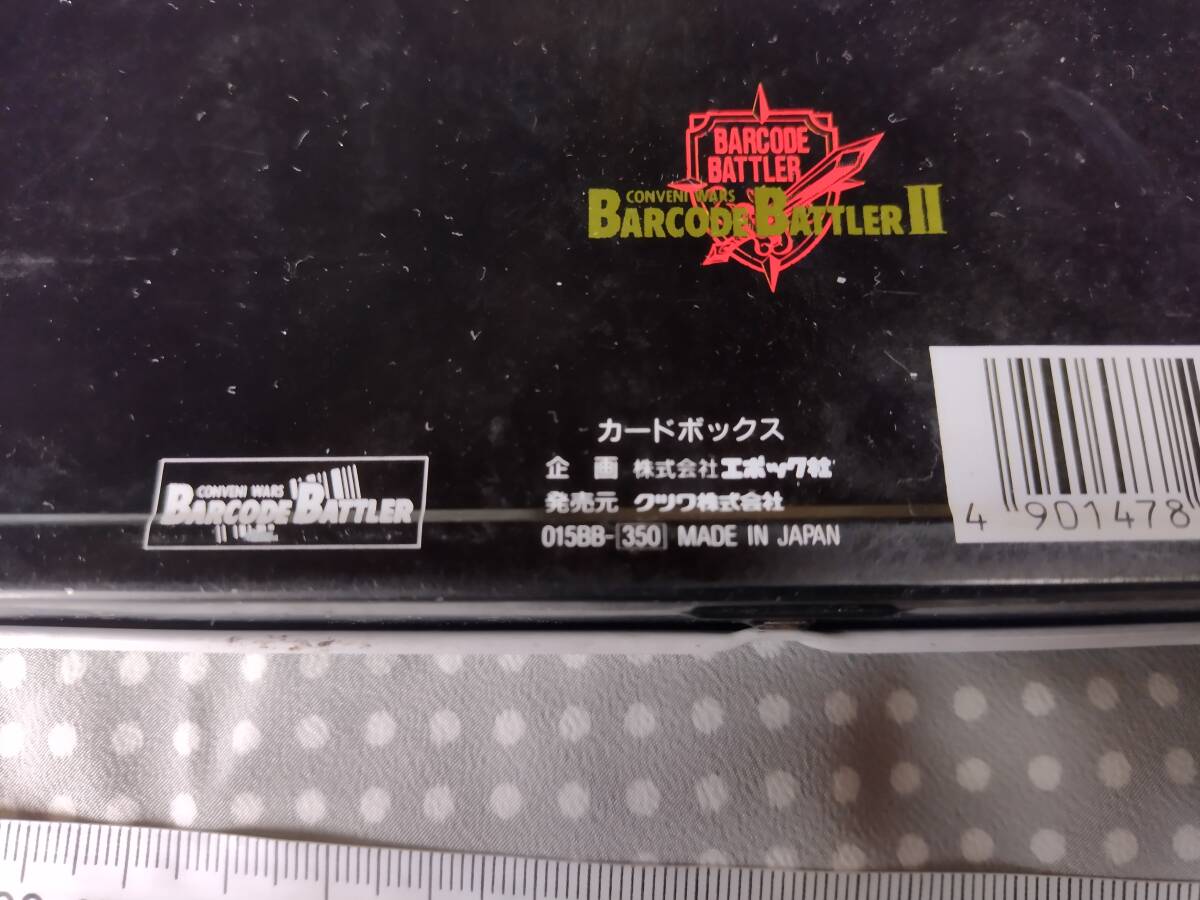 BARCODE
BATTLER
CONVENI WARS
BARCODE BATTLER II
カードボックス
企 画 株式会社エポック社
発売元 クツワ株式会社
015BB-350 MADE IN JAPAN
CONVENI WARS
BARCODE BATTLER
4 901478